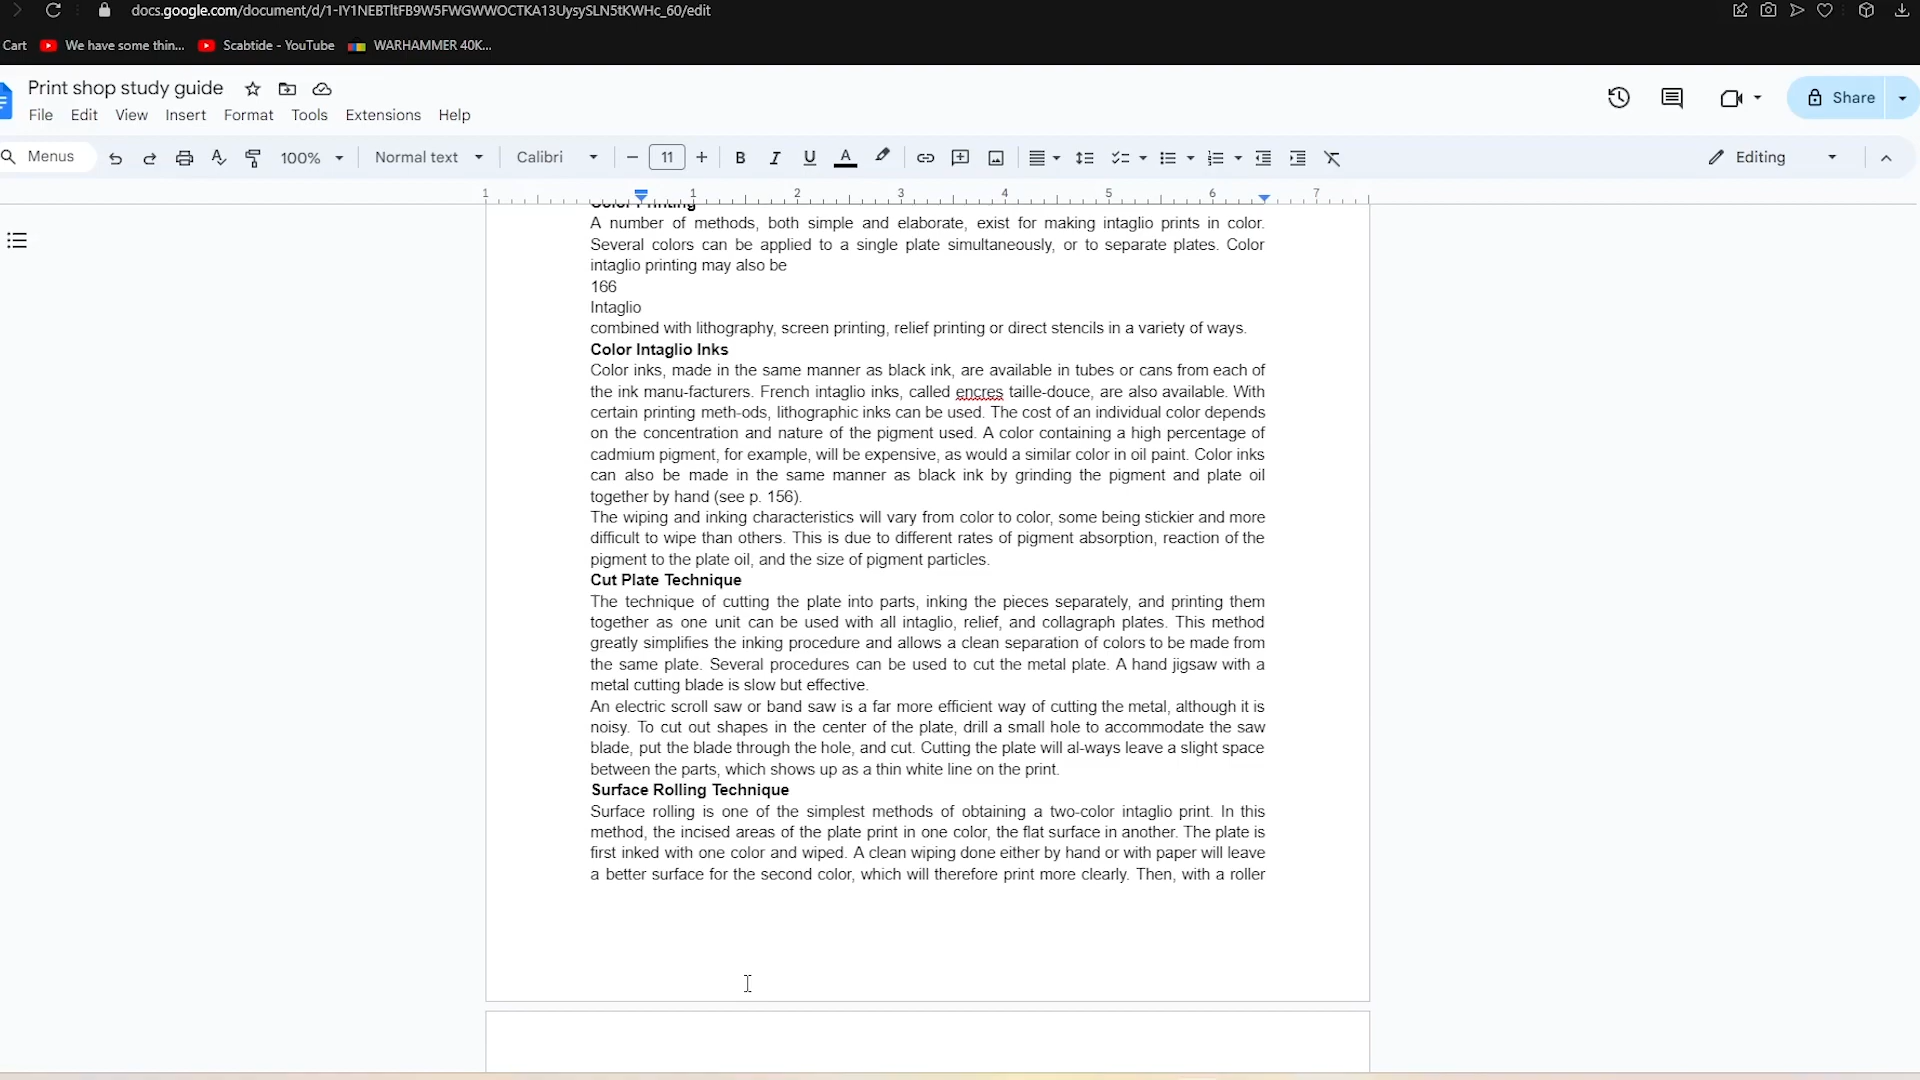 docs.google.com/document/d/1-IY1NEBTltFB9W5FWGWWOCTKA13UysySLN5tKWHc_60/edit
Cart We have some thin... Scabtide - YouTube WARHAMMER 40K...
Print shop study guide
Share
File Edit View Insert Format Tools Extensions Help
Menus 100% Normal text Calibri 11 B I U A Editing
1 1 2 3 4 5 6 7
Color Printing
A number of methods, both simple and elaborate, exist for making intaglio prints in color.
Several colors can be applied to a single plate simultaneously, or to separate plates. Color
intaglio printing may also be
166
Intaglio
combined with lithography, screen printing, relief printing or direct stencils in a variety of ways.
Color Intaglio Inks
Color inks, made in the same manner as black ink, are available in tubes or cans from each of
the ink manu-facturers. French intaglio inks, called encres taille-douce, are also available. With
certain printing meth-ods, lithographic inks can be used. The cost of an individual color depends
on the concentration and nature of the pigment used. A color containing a high percentage of
cadmium pigment, for example, will be expensive, as would a similar color in oil paint. Color inks
can also be made in the same manner as black ink by grinding the pigment and plate oil
together by hand (see p. 156).
The wiping and inking characteristics will vary from color to color, some being stickier and more
difficult to wipe than others. This is due to different rates of pigment absorption, reaction of the
pigment to the plate oil, and the size of pigment particles.
Cut Plate Technique
The technique of cutting the plate into parts, inking the pieces separately, and printing them
together as one unit can be used with all intaglio, relief, and collagraph plates. This method
greatly simplifies the inking procedure and allows a clean separation of colors to be made from
the same plate. Several procedures can be used to cut the metal plate. A hand jigsaw with a
metal cutting blade is slow but effective.
An electric scroll saw or band saw is a far more efficient way of cutting the metal, although it is
noisy. To cut out shapes in the center of the plate, drill a small hole to accommodate the saw
blade, put the blade through the hole, and cut. Cutting the plate will al-ways leave a slight space
between the parts, which shows up as a thin white line on the print.
Surface Rolling Technique
Surface rolling is one of the simplest methods of obtaining a two-color intaglio print. In this
method, the incised areas of the plate print in one color, the flat surface in another. The plate is
first inked with one color and wiped. A clean wiping done either by hand or with paper will leave
a better surface for the second color, which will therefore print more clearly. Then, with a roller